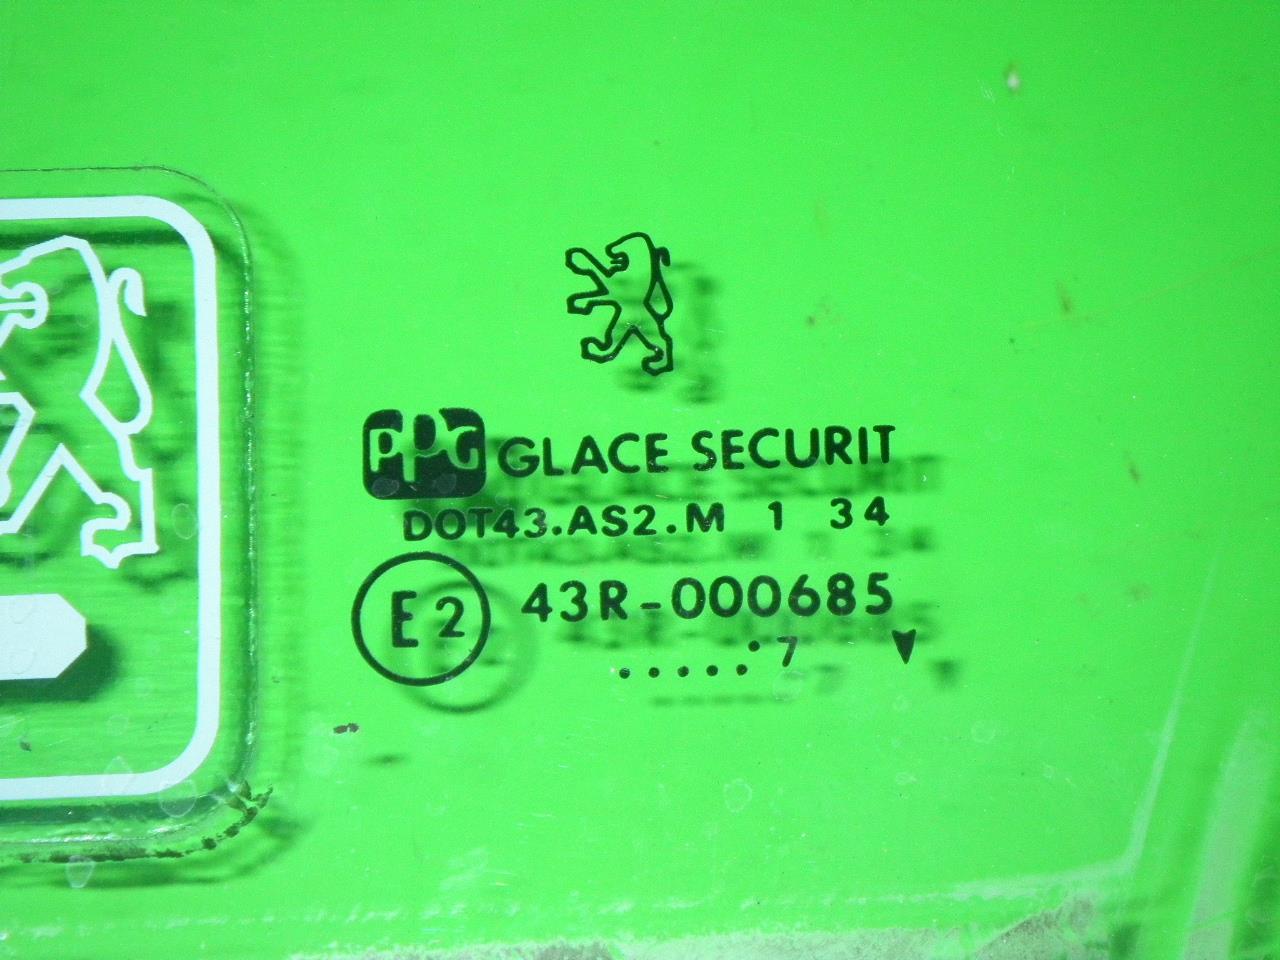 PPG GLACE SECURIT
DOT43.AS2.M 1 34
E2 43R-000685
......7